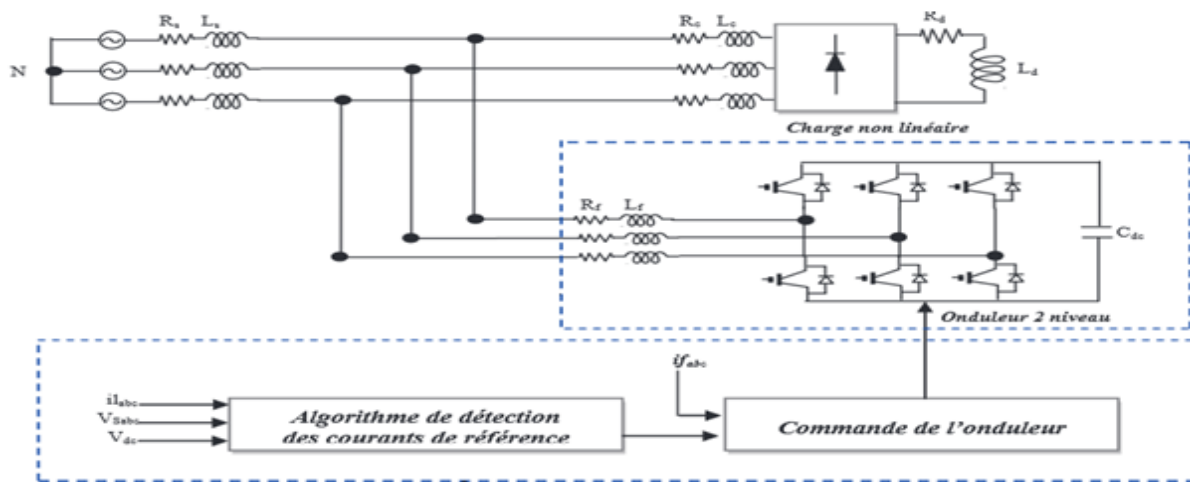 Rs Ls
Rc Lc
Rd
N
Ld
Charge non linéaire
Rf Lf
Cdc
Onduleur 2 niveau
ifabc
ilabc
VSabc
Vdc
Algorithme de détection
des courants de référence
Commande de l'onduleur